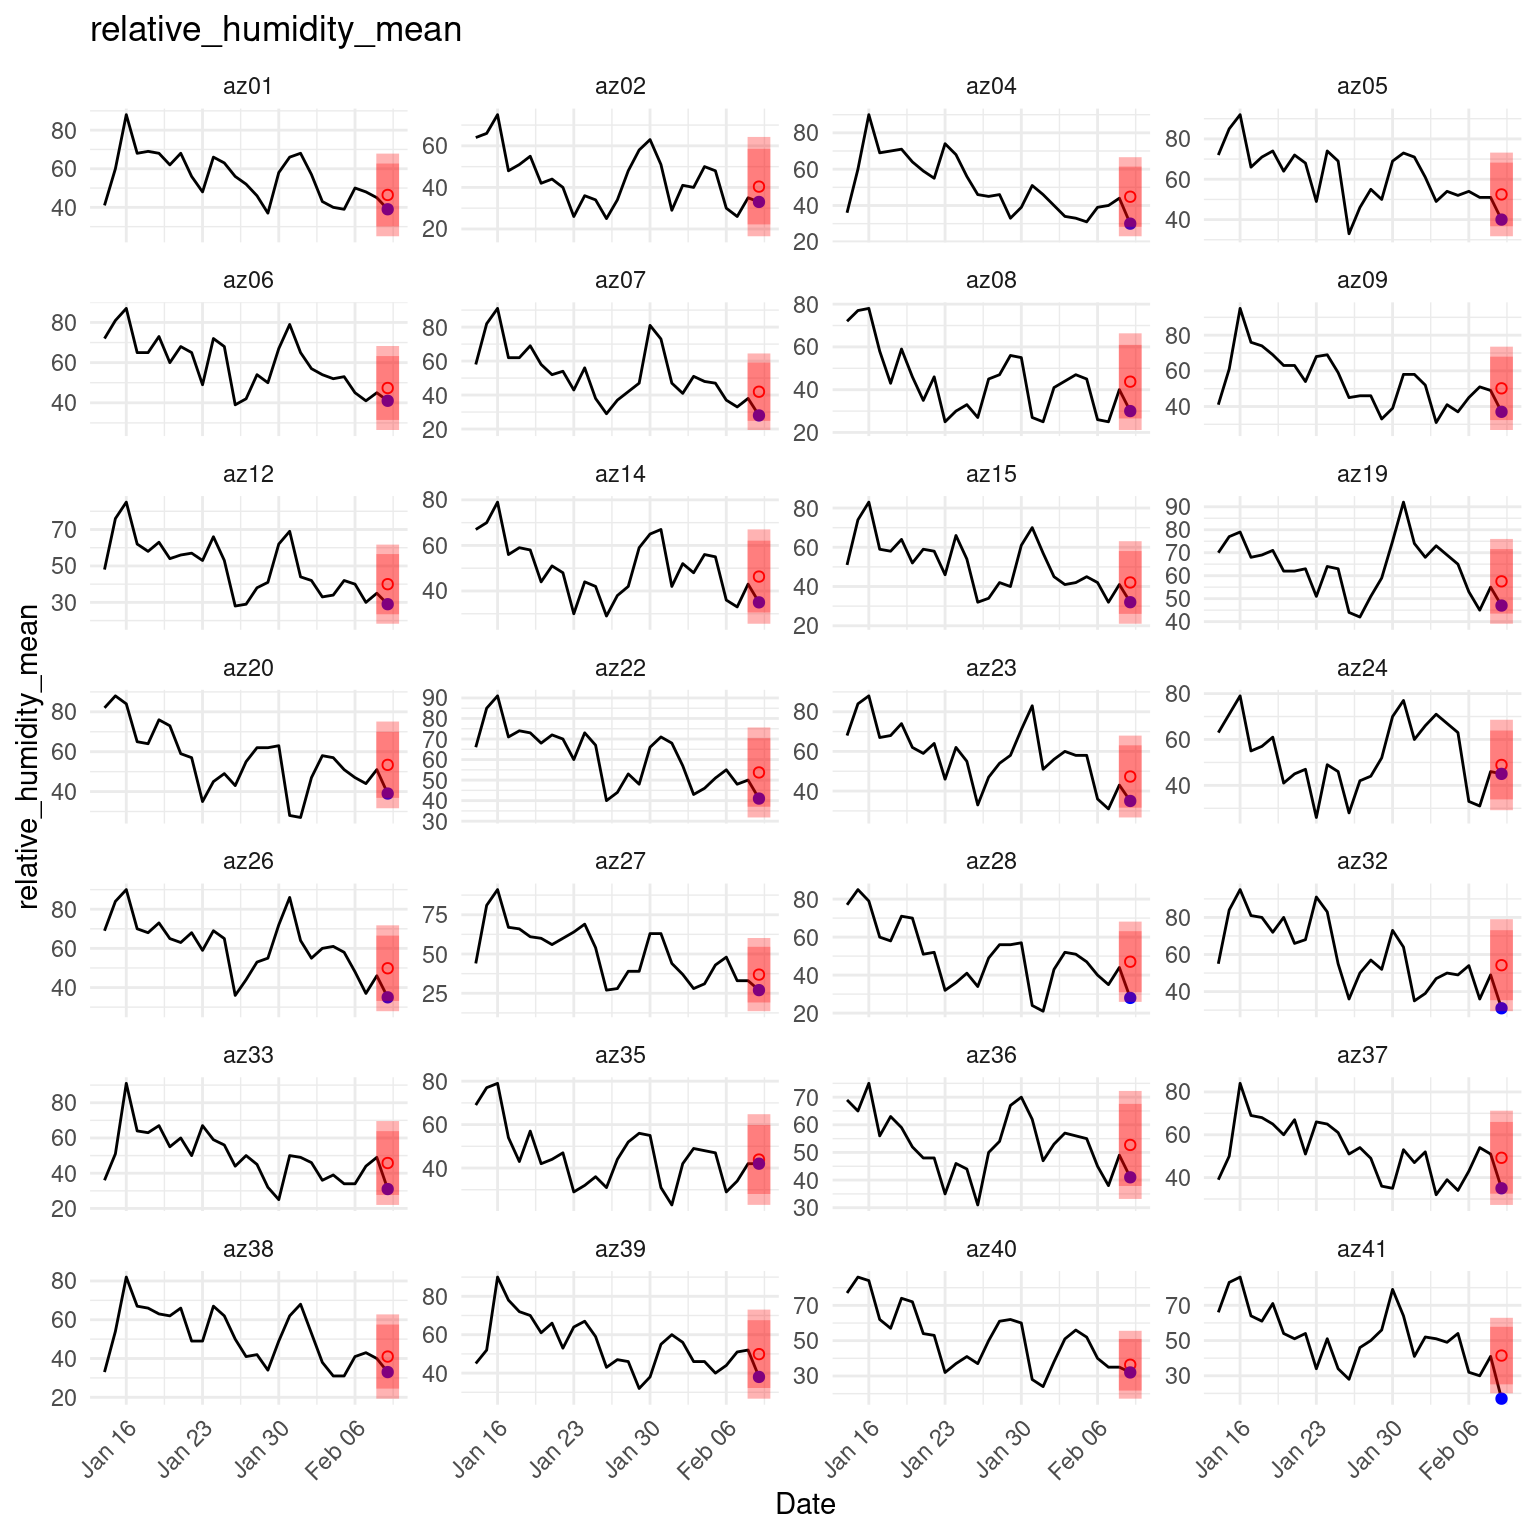 relative_humidity_mean
az01 az02 az04 az05
80 60 80 80
60 40 60 60
40 20 40 40
20
az06 az07 az08 az09
80 80 80 80
60 60 60 60
40 40 40 40
20 20
az12 az14 az15 az19
70 80 80 90
50 60 60 80
30 40 40 70
20 60
50
40
az20 az22 az23 az24
80 90 80 80
60 80 60 60
40 70 40 40
60
50
40
30
az26 az27 az28 az32
80 75 80 80
60 50 60 60
40 25 40 40
20
az33 az35 az36 az37
80 80 70 80
60 60 60 60
40 40 50 40
20 40
30
az38 az39 az40 az41
80 80 70 70
60 60 50 50
40 40 30 30
20
Jan 16 Jan 23 Jan 30 Feb 06 Jan 16 Jan 23 Jan 30 Feb 06 Jan 16 Jan 23 Jan 30 Feb 06 Jan 16 Jan 23 Jan 30 Feb 06
Date
relative_humidity_mean